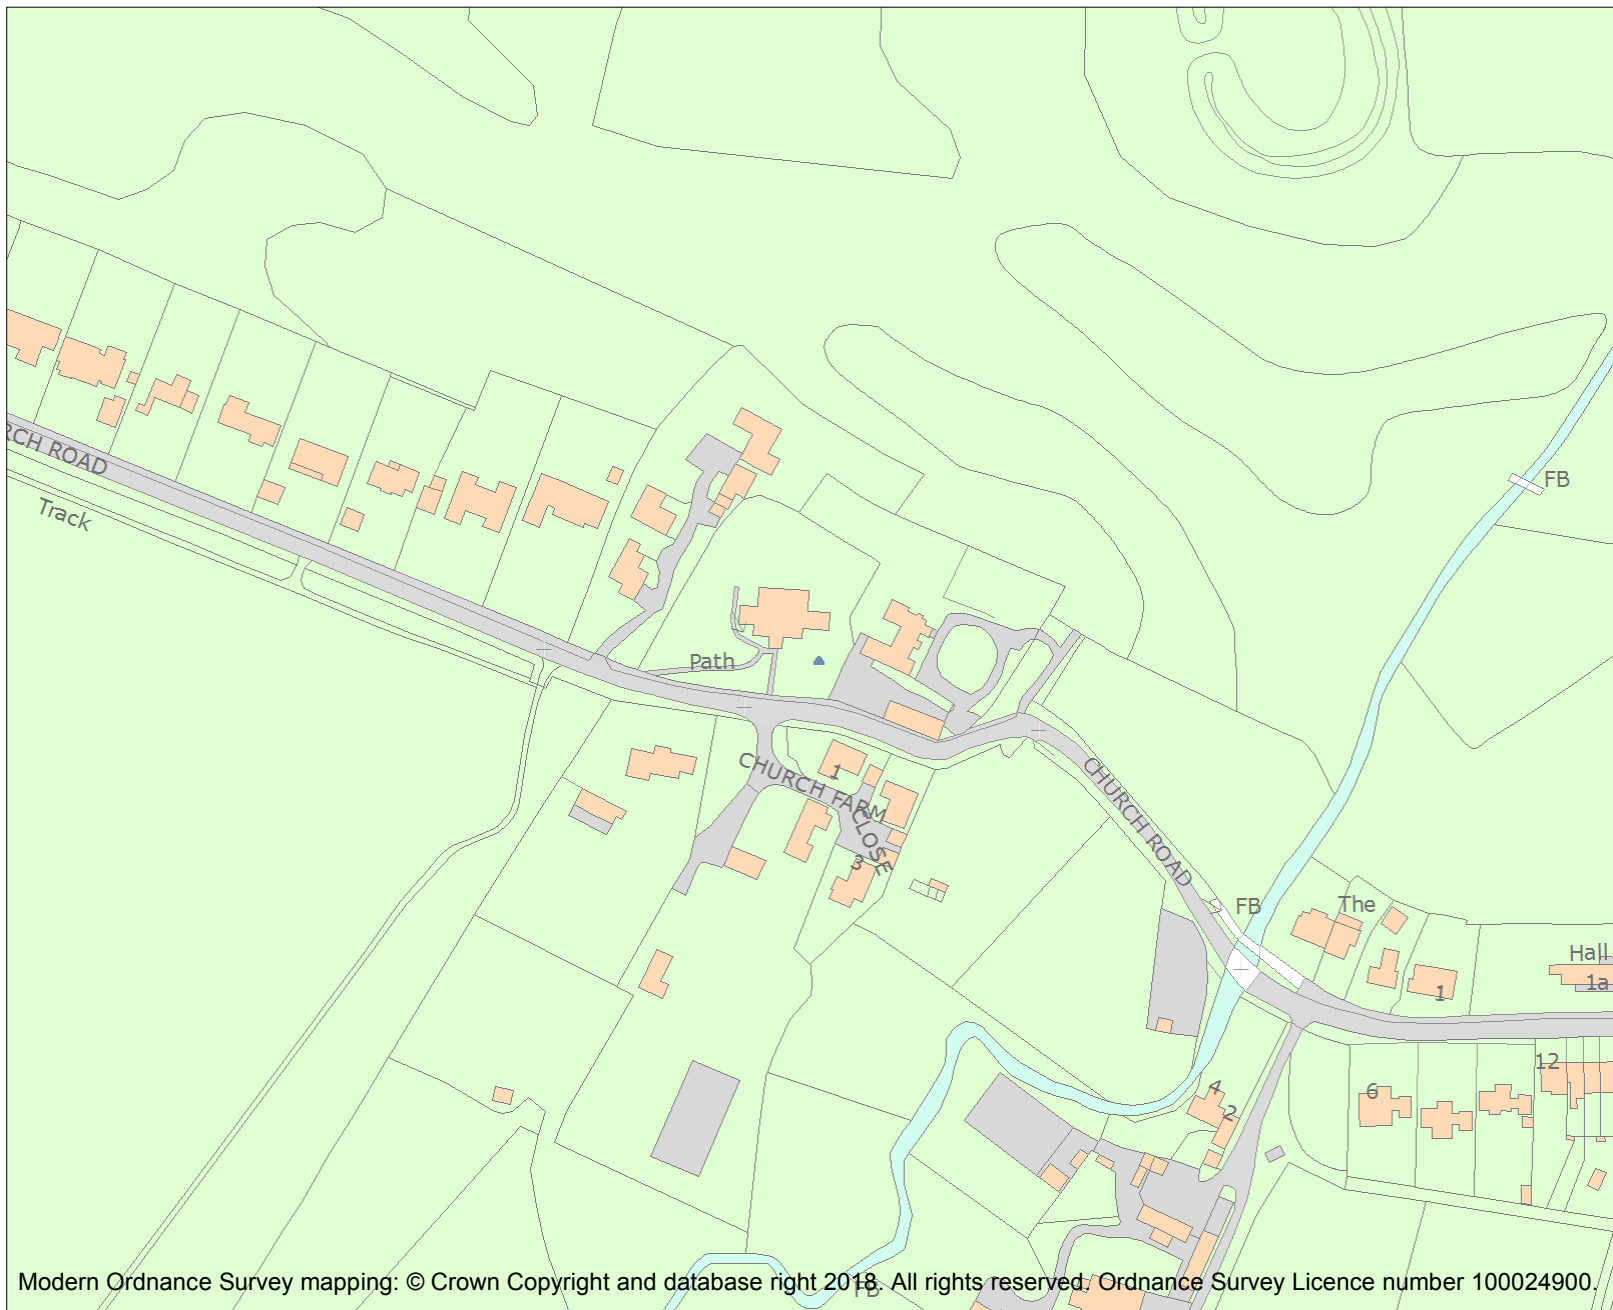 RCH ROAD
Track
FB
Path
CHURCH FARM
CLOSE
1
3
CHURCH ROAD
FB
The
Hall
1a
1
12
6
4
2
FB
Modern Ordnance Survey mapping: © Crown Copyright and database right 2018. All rights reserved. Ordnance Survey Licence number 100024900.